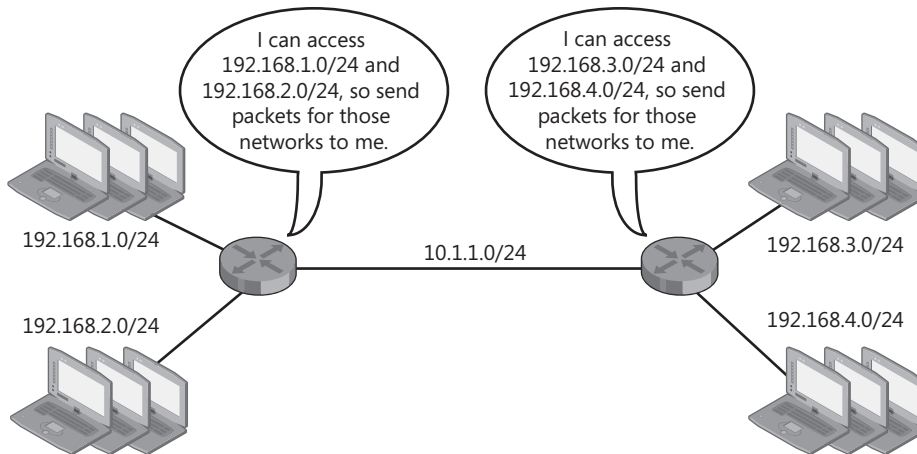 I can access
192.168.1.0/24 and
192.168.2.0/24, so send
packets for those
networks to me.
I can access
192.168.3.0/24 and
192.168.4.0/24, so send
packets for those
networks to me.
192.168.1.0/24
10.1.1.0/24
192.168.3.0/24
192.168.2.0/24
192.168.4.0/24